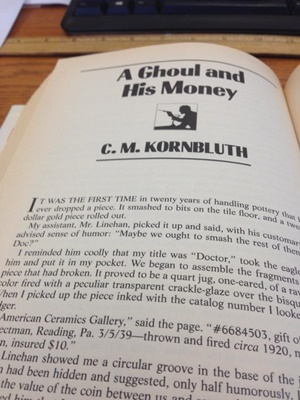 A Ghoul and
His Money
C. M. KORNBLUTH
IT WAS THE FIRST TIME in twenty years of handling pottery that
ever dropped a piece. It smashed to bits on the tile floor, and a
dollar gold piece rolled out.
My assistant, Mr. Linehan, picked it up and said, with his
advised sense of humor: "Maybe we ought to smash the rest of them
Doc?"
I reminded him coolly that my title was "Doctor," took the eagle
him and put it in my pocket. We began to assemble the fragments
piece that had broken. It proved to be a quart jug, one-eared, of a
color fired with a peculiar transparent crackle-glaze over the
When I picked up the piece inked with the catalog number I
American Ceramics Gallery," said the page. "#6684503, gift of
Reading, Pa. 3/5/39—thrown and fired circa 1920,
insured $10."
Linehan showed me a circular groove in the base of the
had been hidden and suggested, only half humorously,
the value of the coin between us and